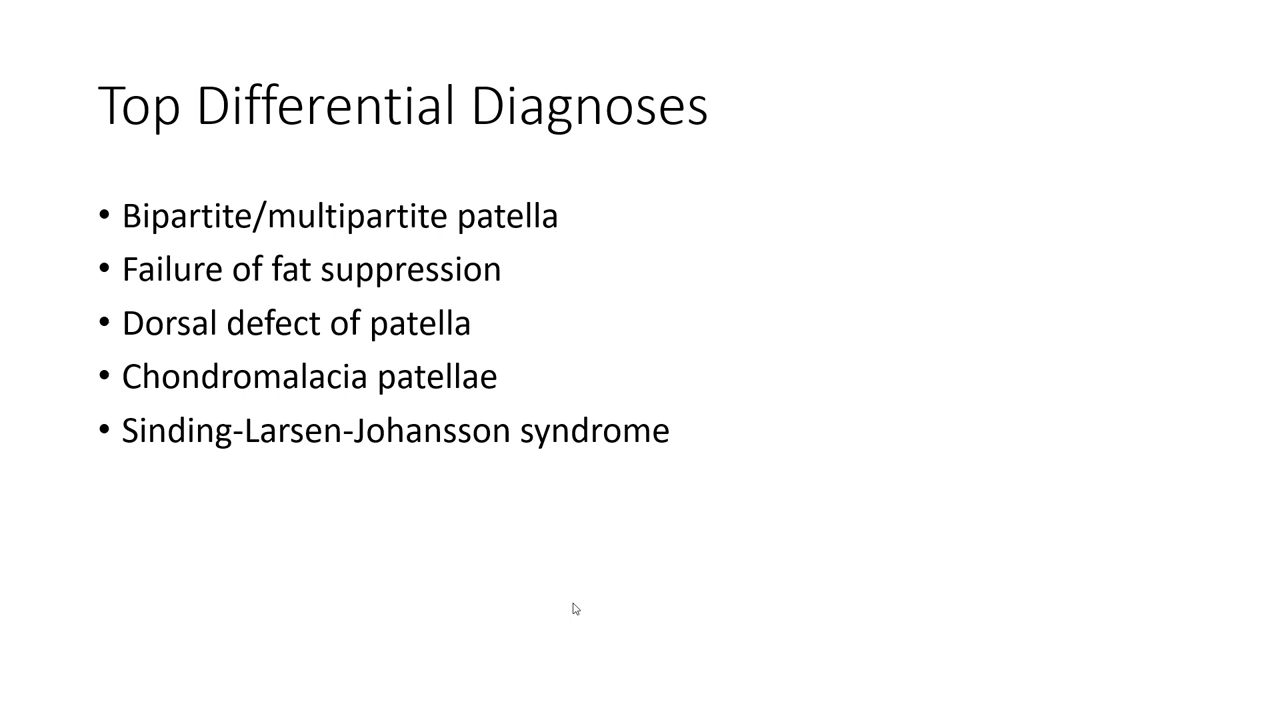 Top Differential Diagnoses
• Bipartite/multipartite patella
• Failure of fat suppression
• Dorsal defect of patella
• Chondromalacia patellae
• Sinding-Larsen-Johansson syndrome